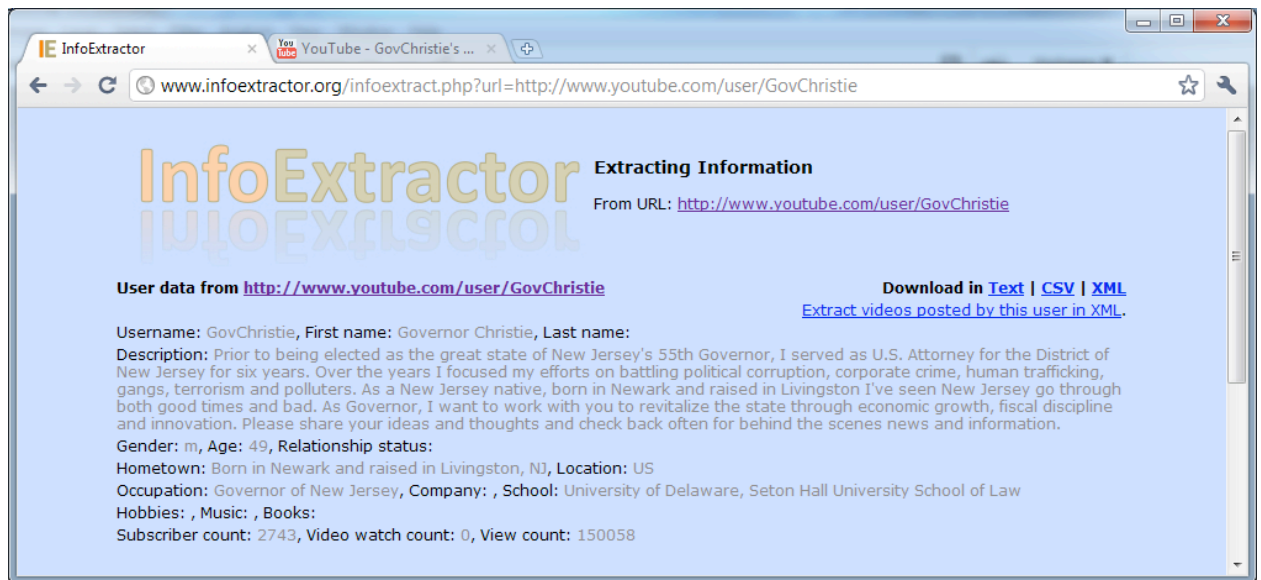 InfoExtractor
YouTube - GovChristie's ...
www.infoextractor.org/infoextract.php?url=http://www.youtube.com/user/GovChristie
InfoExtractor
Extracting Information
From URL: http://www.youtube.com/user/GovChristie
User data from http://www.youtube.com/user/GovChristie
Download in Text | CSV | XML
Extract videos posted by this user in XML.
Username: GovChristie, First name: Governor Christie, Last name:
Description: Prior to being elected as the great state of New Jersey's 55th Governor, I served as U.S. Attorney for the District of
New Jersey for six years. Over the years I focused my efforts on battling political corruption, corporate crime, human trafficking,
gangs, terrorism and polluters. As a New Jersey native, born in Newark and raised in Livingston I've seen New Jersey go through
both good times and bad. As Governor, I want to work with you to revitalize the state through economic growth, fiscal discipline
and innovation. Please share your ideas and thoughts and check back often for behind the scenes news and information.
Gender: m, Age: 49, Relationship status:
Hometown: Born in Newark and raised in Livingston, NJ, Location: US
Occupation: Governor of New Jersey, Company: , School: University of Delaware, Seton Hall University School of Law
Hobbies: , Music: , Books:
Subscriber count: 2743, Video watch count: 0, View count: 150058